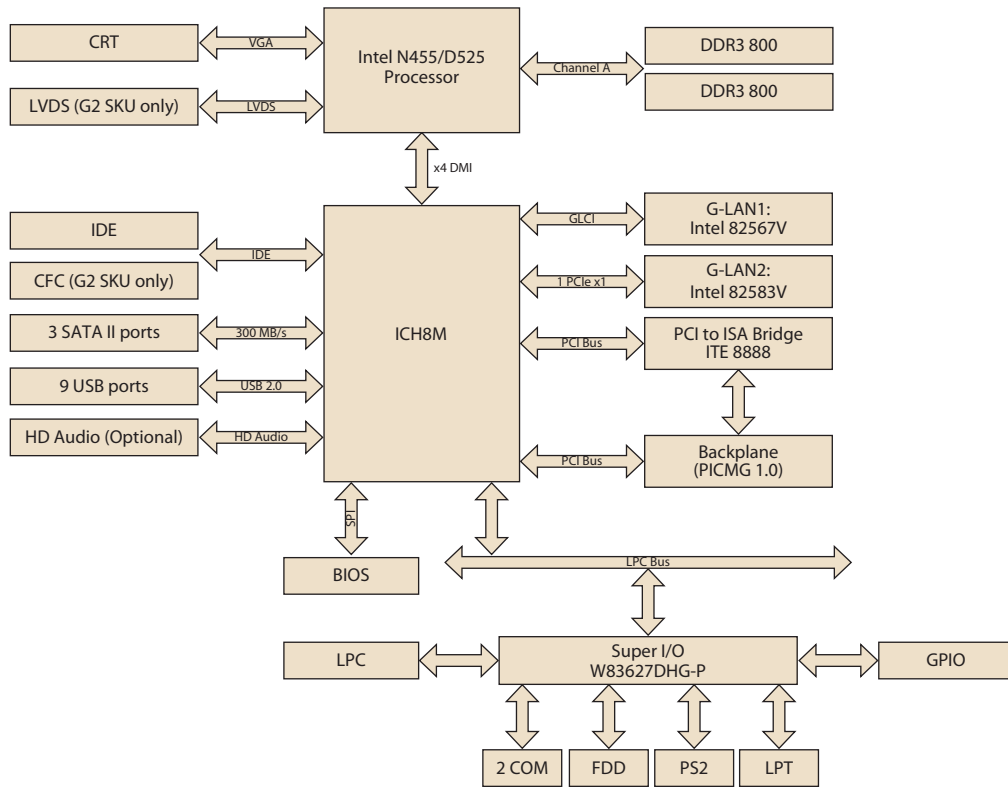 CRT
VGA
Intel N455/D525
Processor
Channel A
DDR3 800
DDR3 800
LVDS (G2 SKU only)
LVDS
x4 DMI
IDE
IDE
CFC (G2 SKU only)
3 SATA II ports
300 MB/s
9 USB ports
USB 2.0
HD Audio (Optional)
HD Audio
ICH8M
GLCI
G-LAN1:
Intel 82567V
1 PCIe x1
G-LAN2:
Intel 82583V
PCI Bus
PCI to ISA Bridge
ITE 8888
PCI Bus
Backplane
(PICMG 1.0)
SPI
BIOS
LPC Bus
LPC
Super I/O
W83627DHG-P
GPIO
2 COM
FDD
PS2
LPT